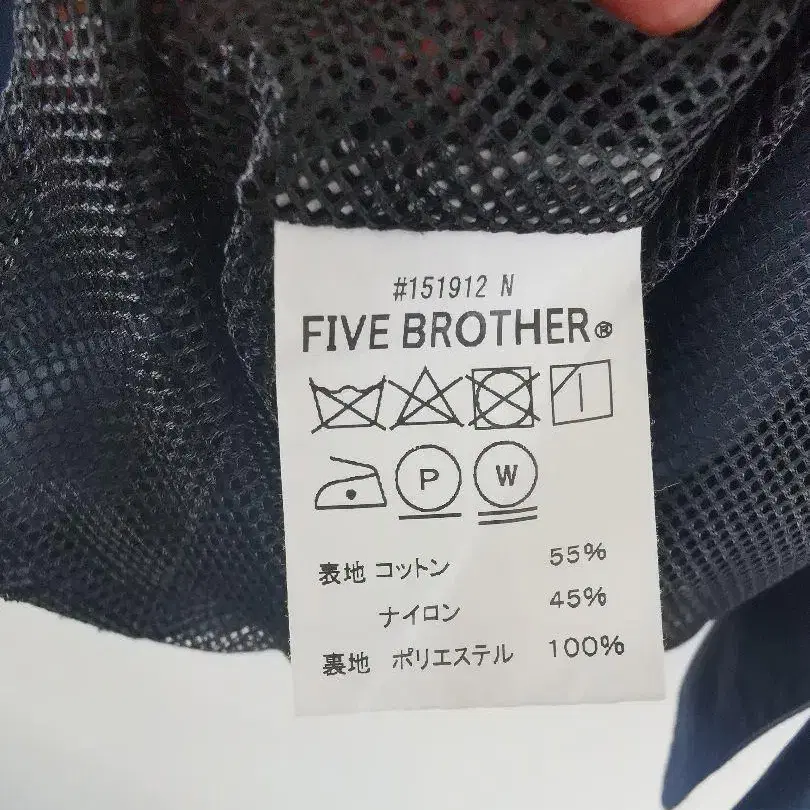 #151912 N
FIVE BROTHER®
P W
表地 コットン 55%
ナイロン 45%
裏地 ポリエステル 100%